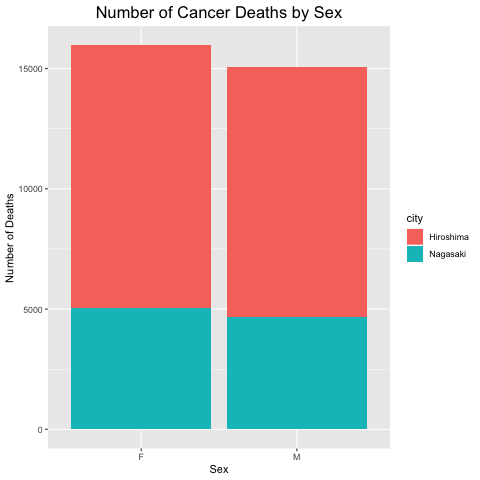 Number of Cancer Deaths by Sex
Number of Deaths
15000
10000
5000
0
F
M
Sex
city
Hiroshima
Nagasaki